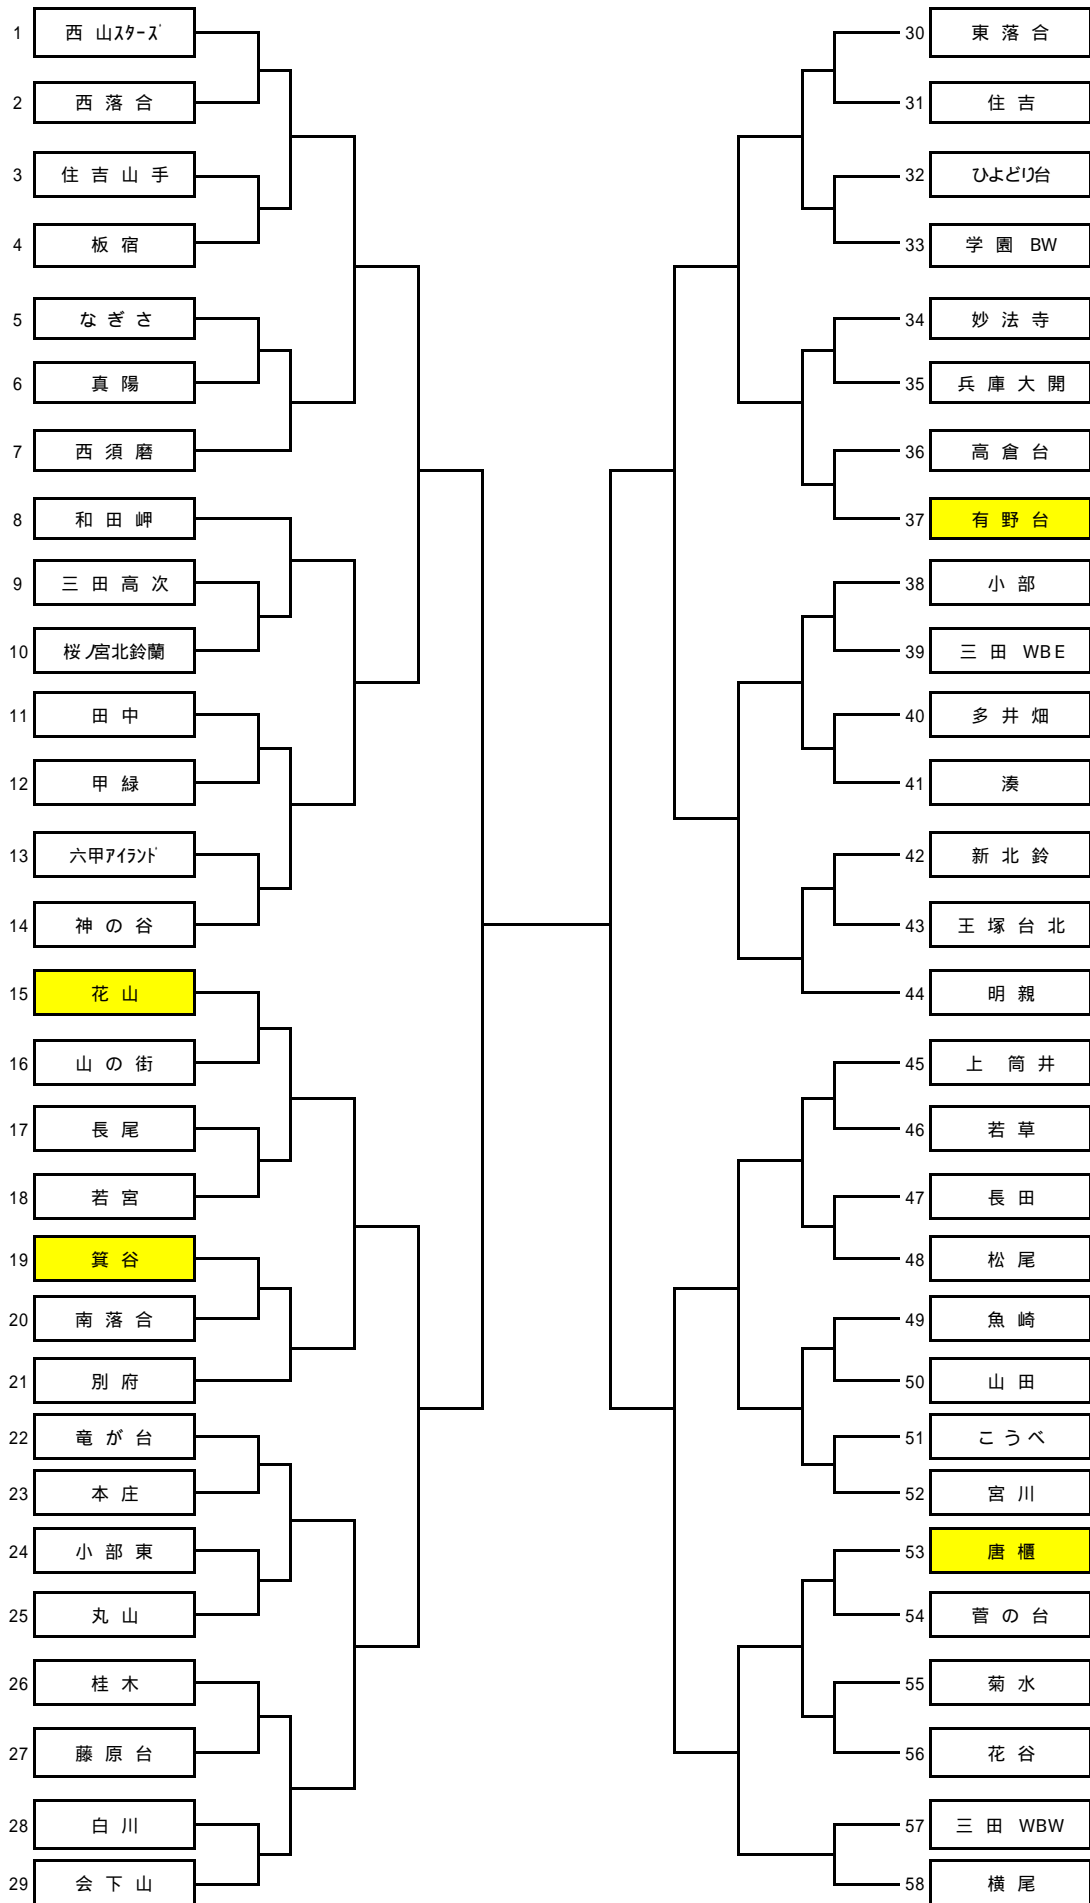 1 西 山スターズ
2 西 落 合
3 住 吉 山 手
4 板 宿
5 な ぎ さ
6 真 陽
7 西 須 磨
8 和 田 岬
9 三 田 高 次
10 桜ノ宮北鈴蘭
11 田 中
12 甲 緑
13 六甲アイランド
14 神 の 谷
15 花 山
16 山 の 街
17 長 尾
18 若 宮
19 箕 谷
20 南 落 合
21 別 府
22 竜 が 台
23 本 庄
24 小 部 東
25 丸 山
26 桂 木
27 藤 原 台
28 白 川
29 会 下 山
30 東 落 合
31 住 吉
32 ひよどり台
33 学 園 BW
34 妙 法 寺
35 兵 庫 大 開
36 高 倉 台
37 有 野 台
38 小 部
39 三 田 WBE
40 多 井 畑
41 湊
42 新 北 鈴
43 王 塚 台 北
44 明 親
45 上 筒 井
46 若 草
47 長 田
48 松 尾
49 魚 崎
50 山 田
51 こ う べ
52 宮 川
53 唐 櫃
54 菅 の 台
55 菊 水
56 花 谷
57 三 田 WBW
58 横 尾